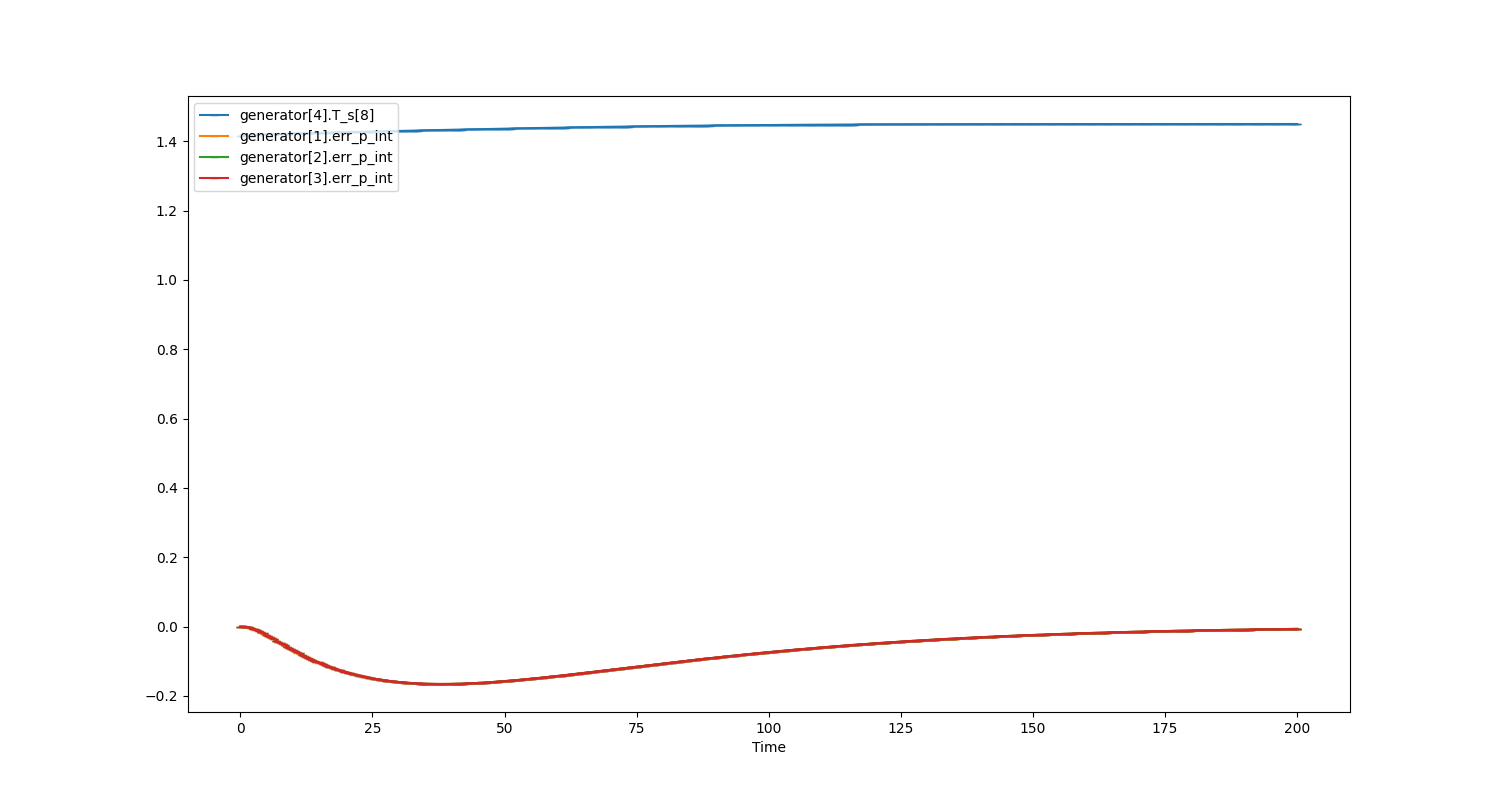 generator[4].T_s[8]
generator[1].err_p_int
generator[2].err_p_int
generator[3].err_p_int
1.4
1.2
1.0
0.8
0.6
0.4
0.2
0.0
−0.2
0 25 50 75 100 125 150 175 200
Time